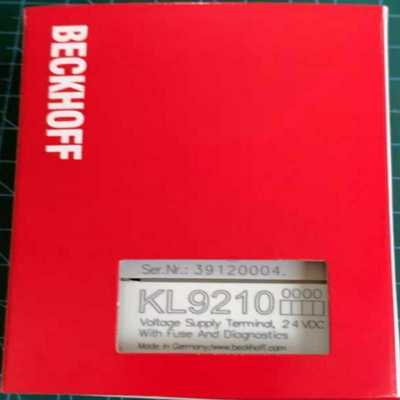 BECKHOFF
Ser.Nr.: 39120004.
KL9210 0000
Voltage Supply Terminal, 24 VDC
With Fuse And Diagnostics
Made in Germany/www.beckhoff.com